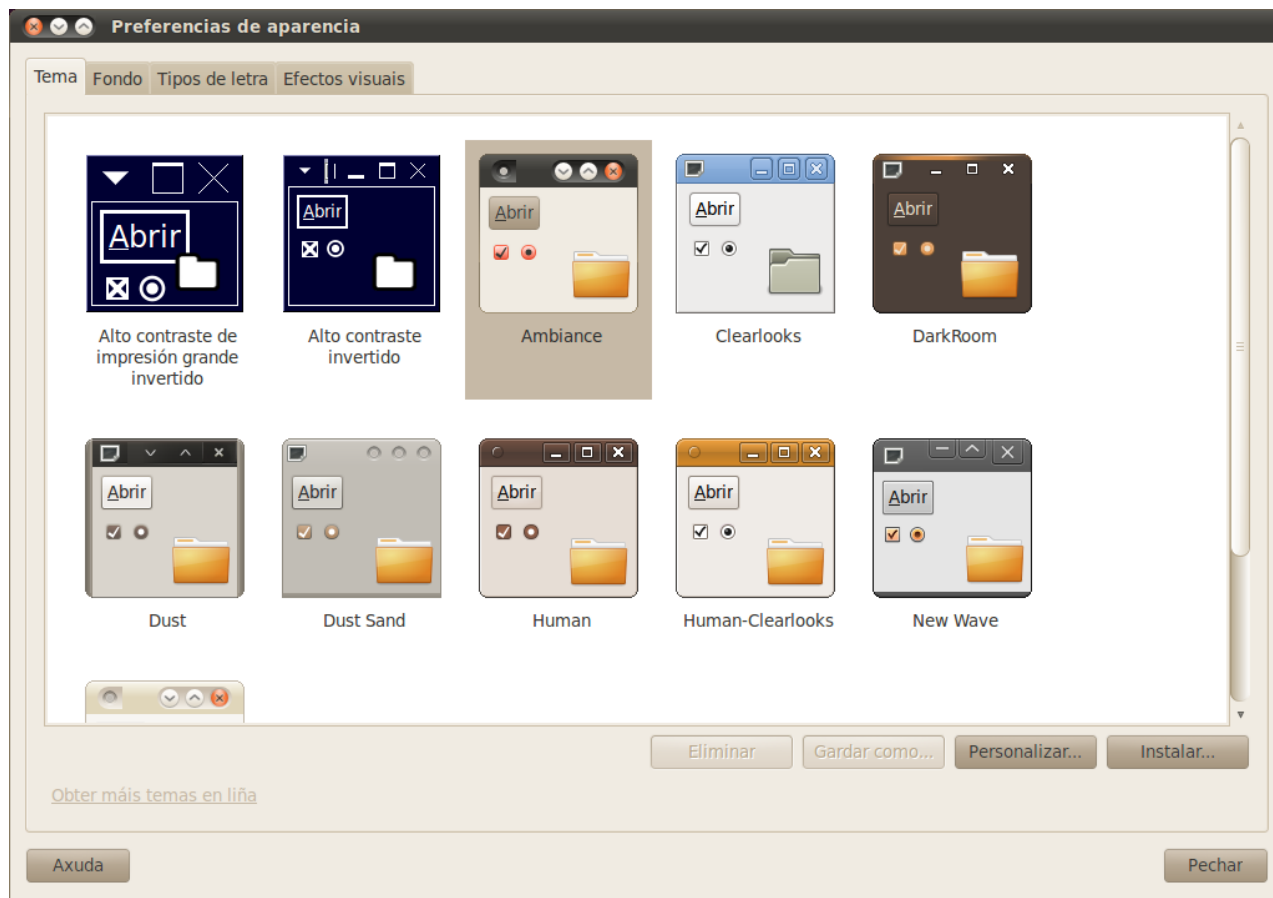 Preferencias de aparencia
Tema Fondo Tipos de letra Efectos visuais
Abrir Abrir Abrir Abrir Abrir
Alto contraste de
impresión grande
invertido
Alto contraste
invertido
Ambiance
Clearlooks
DarkRoom
Abrir Abrir Abrir Abrir Abrir
Dust
Dust Sand
Human
Human-Clearlooks
New Wave
Eliminar Gardar como... Personalizar... Instalar...
Obter máis temas en liña
Axuda
Pechar